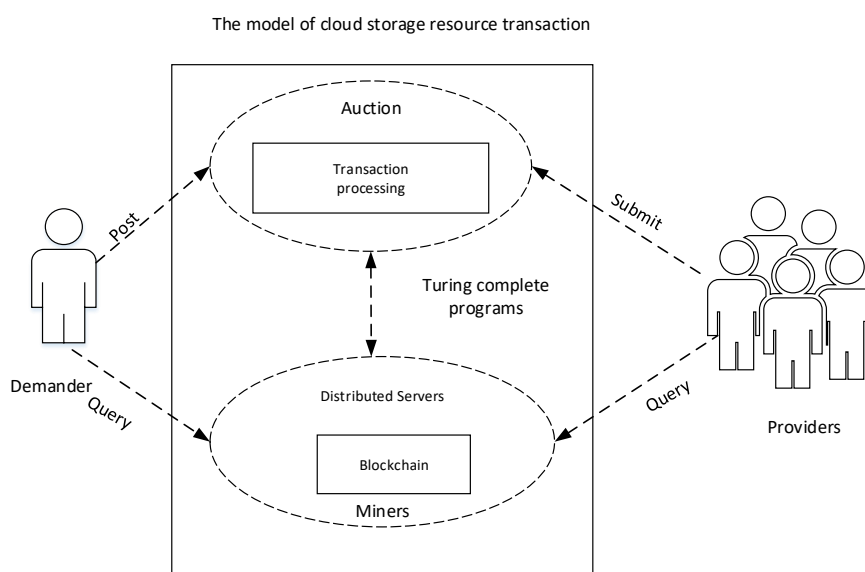 The model of cloud storage resource transaction
Auction
Transaction
processing
Post
Submit
Turing complete
programs
Demander
Query
Distributed Servers
Blockchain
Miners
Query
Providers